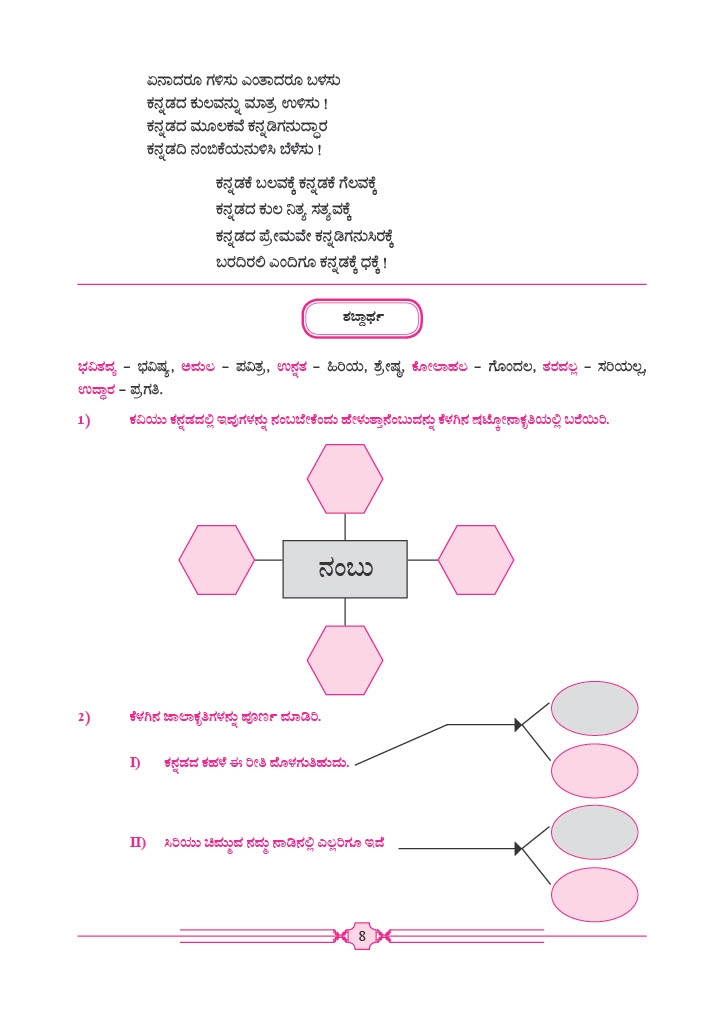 ಏನಾದರೂ ಗಳಿಸು ಎಂತಾದರೂ ಬಳಸು
ಕನ್ನಡದ ಕುಲವನ್ನು ಮಾತ್ರ ಉಳಿಸು !
ಕನ್ನಡದ ಮೂಲಕವೆ ಕನ್ನಡಿಗನುದ್ಧಾರ
ಕನ್ನಡದಿ ನಂಬಿಕೆಯನುಳಿಸಿ ಬೆಳೆಸು !
ಕನ್ನಡಕೆ ಬಲವಕ್ಕೆ ಕನ್ನಡಕೆ ಗೆಲವಕ್ಕೆ
ಕನ್ನಡದ ಕುಲ ನಿತ್ಯ ಸತ್ಯವಕ್ಕೆ
ಕನ್ನಡದ ಪ್ರೇಮವೇ ಕನ್ನಡಿಗನುಸಿರಕ್ಕೆ
ಬರದಿರಲಿ ಎಂದಿಗೂ ಕನ್ನಡಕ್ಕೆ ಧಕ್ಕೆ !
ಶಬ್ದಾರ್ಥ
ಭವಿತವ್ಯ – ಭವಿಷ್ಯ, ಅಮಲ – ಪವಿತ್ರ, ಉನ್ನತ – ಹಿರಿಯ, ಶ್ರೇಷ್ಠ, ಕೋಲಾಹಲ – ಗೊಂದಲ, ತರವಲ್ಲ – ಸರಿಯಲ್ಲ,
ಉದ್ಧಾರ – ಪ್ರಗತಿ.
1) ಕವಿಯು ಕನ್ನಡದಲ್ಲಿ ಇವುಗಳನ್ನು ನಂಬಬೇಕೆಂದು ಹೇಳುತ್ತಾನೆಂಬುದನ್ನು ಕೆಳಗಿನ ಷಟ್ಕೋನಾಕೃತಿಯಲ್ಲಿ ಬರೆಯಿರಿ.
ನಂಬು
2) ಕೆಳಗಿನ ಜಾಲಾಕೃತಿಗಳನ್ನು ಪೂರ್ಣ ಮಾಡಿರಿ.
I) ಕನ್ನಡದ ಕಹಳೆ ಈ ರೀತಿ ಮೊಳಗುತಿಹುದು.
II) ಸಿರಿಯು ಚಿಮ್ಮುವ ನಮ್ಮ ನಾಡಿನಲ್ಲಿ ಎಲ್ಲರಿಗೂ ಇದೆ
8